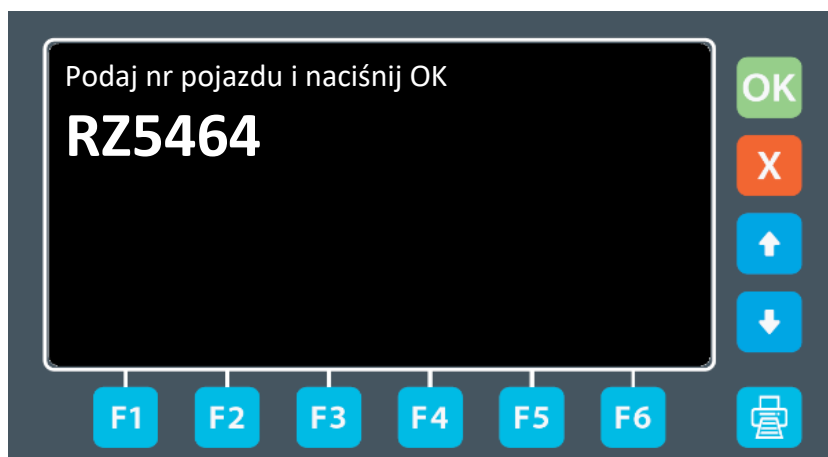 Podaj nr pojazdu i naciśnij OK
RZ5464
OK
X
F1 F2 F3 F4 F5 F6